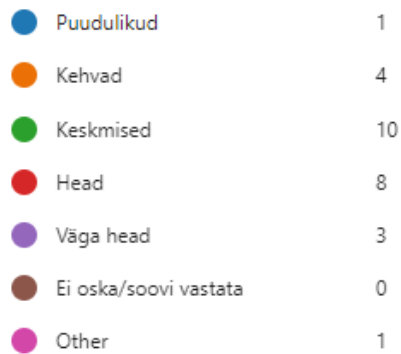 Puudulikud 1
Kehvad 4
Keskmised 10
Head 8
Väga head 3
Ei oska/soovi vastata 0
Other 1